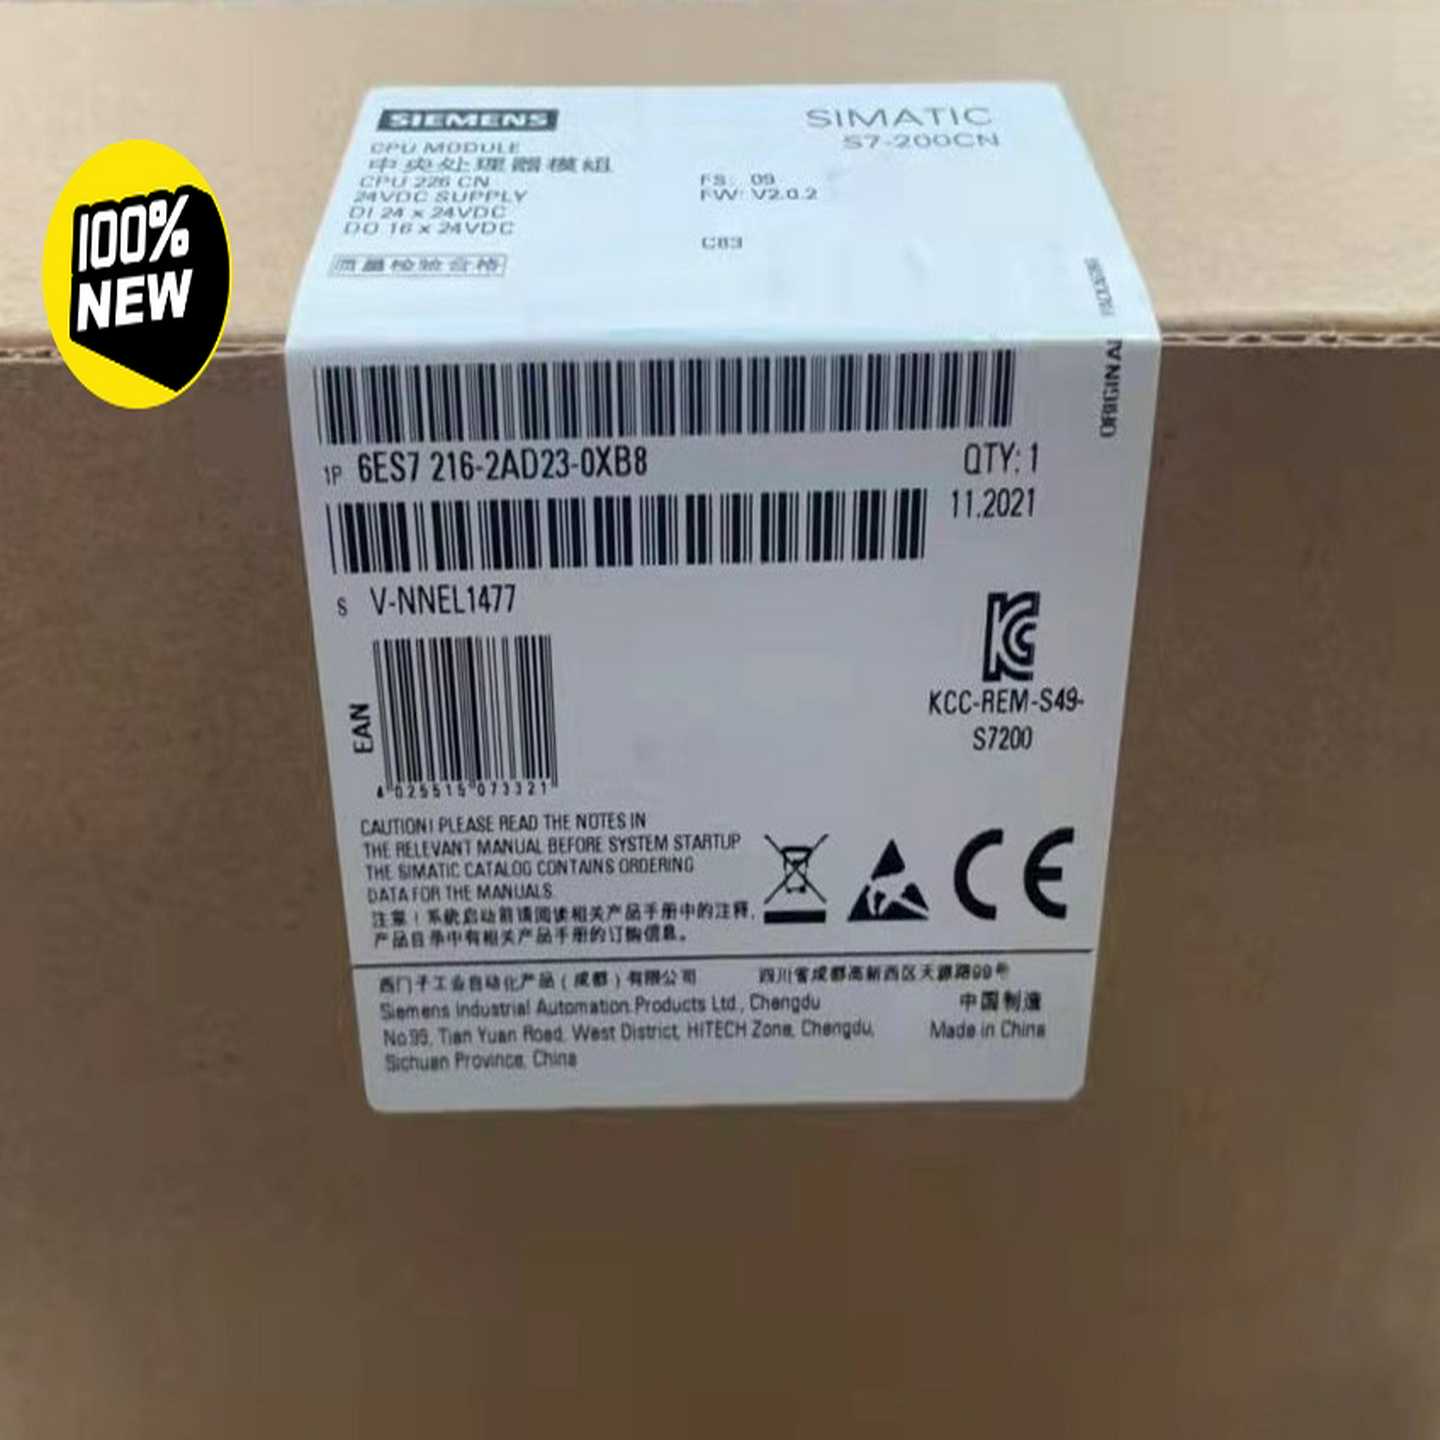 100%
NEW
SIEMENS
SIMATIC
S7-200CN
CPU MODULE
中央处理器模组
CPU 226 CN
24VDC SUPPLY
DI 24 x 24VDC
DO 16 x 24VDC
FS: 09
FW: V2.0.2
C83
质量检验合格
ORIGINAL PACKAGING
1P 6ES7 216-2AD23-0XB8
QTY: 1
11.2021
S V-NNEL1477
KCC-REM-S49-
S7200
EAN
4 025515 073321
CAUTION! PLEASE READ THE NOTES IN
THE RELEVANT MANUAL BEFORE SYSTEM STARTUP
THE SIMATIC CATALOG CONTAINS ORDERING
DATA FOR THE MANUALS.
注意！系统启动前请阅读相关产品手册中的注释，
产品目录中有相关产品手册的订购信息。
CE
西门子工业自动化产品（成都）有限公司
四川省成都高新西区天源路99号
Siemens Industrial Automation Products Ltd., Chengdu
中国制造
No.99, Tian Yuan Road, West District, HITECH Zone, Chengdu,
Made in China
Sichuan Province, China